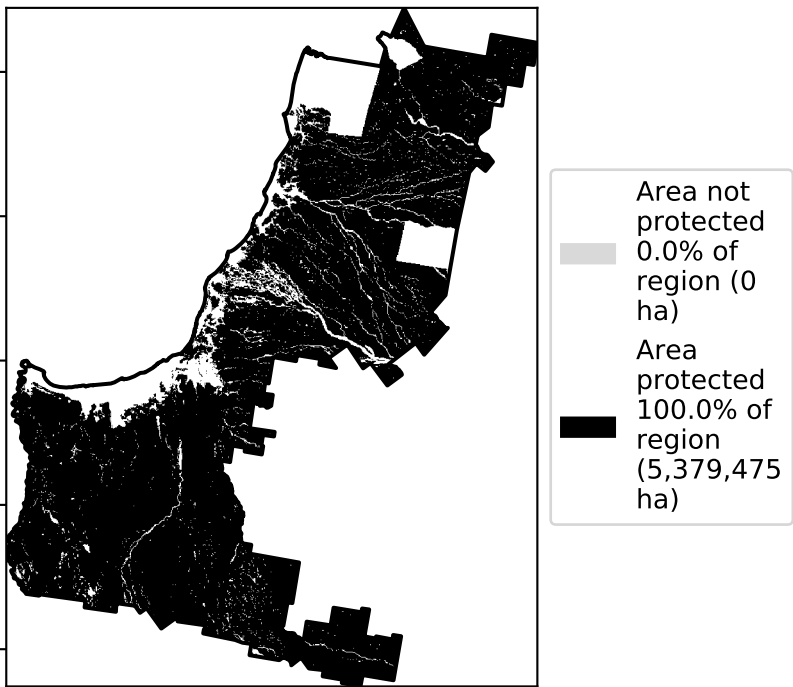 Area not
protected
0.0% of
region (0
ha)
Area
protected
100.0% of
region
(5,379,475
ha)